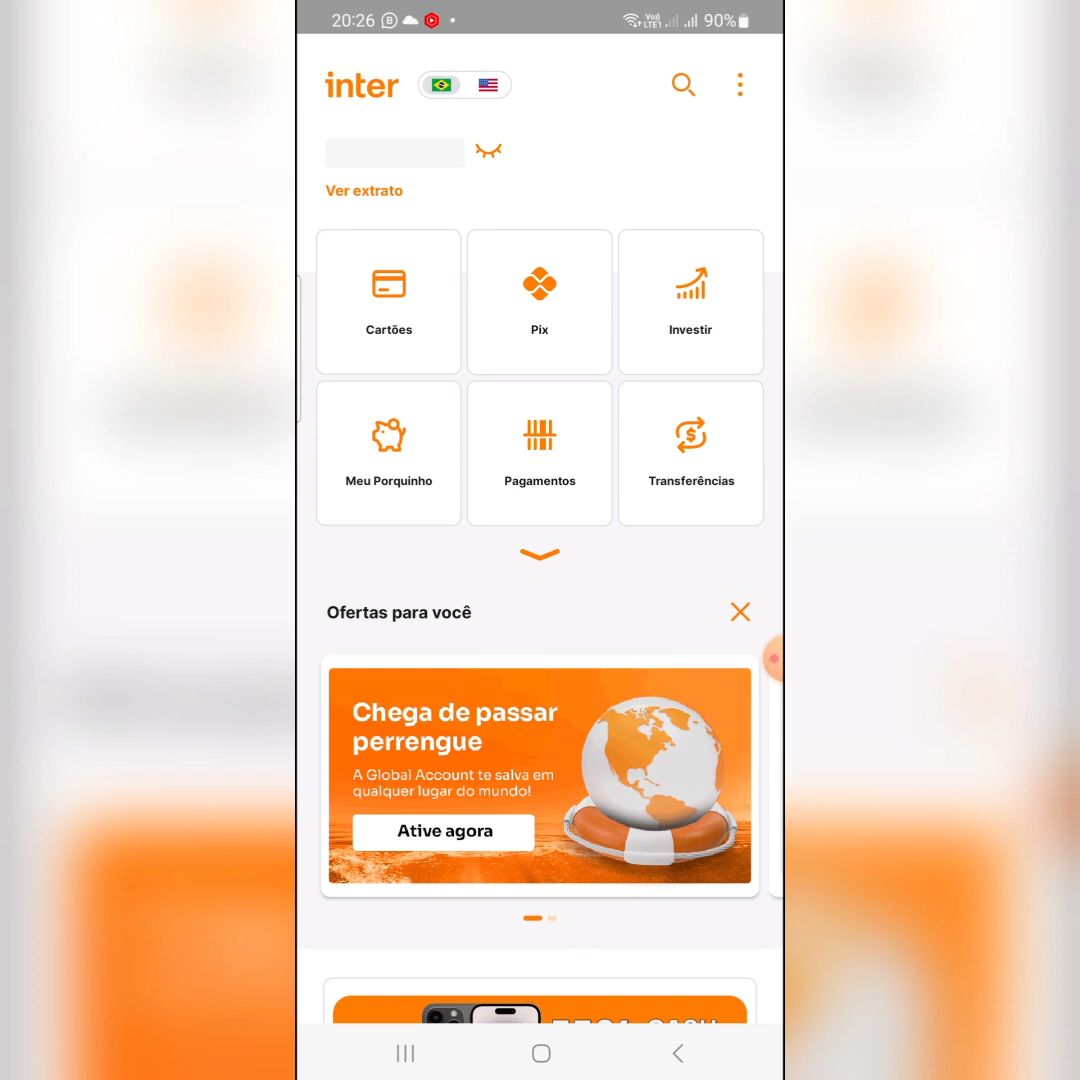 20:26 90%
inter
Ver extrato
Cartões Pix Investir
Meu Porquinho Pagamentos Transferências
Ofertas para você
Chega de passar
perrengue
A Global Account te salva em
qualquer lugar do mundo!
Ative agora